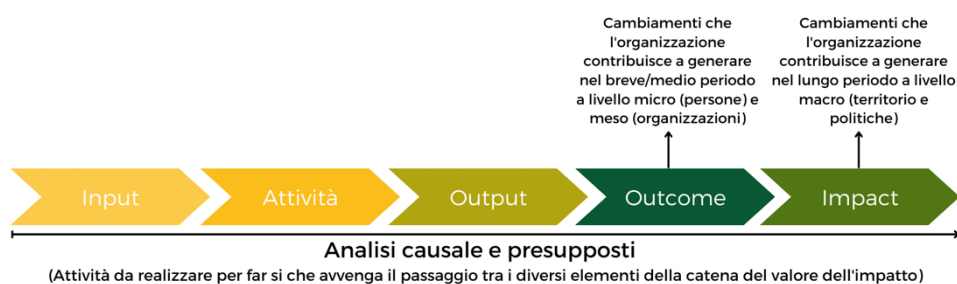 Cambiamenti che
l'organizzazione
contribuisce a generare
nel breve/medio periodo
a livello micro (persone) e
meso (organizzazioni)
Cambiamenti che
l'organizzazione
contribuisce a generare
nel lungo periodo a livello
macro (territorio e
politiche)
Input
Attività
Output
Outcome
Impact
Analisi causale e presupposti
(Attività da realizzare per far si che avvenga il passaggio tra i diversi elementi della catena del valore dell'impatto)